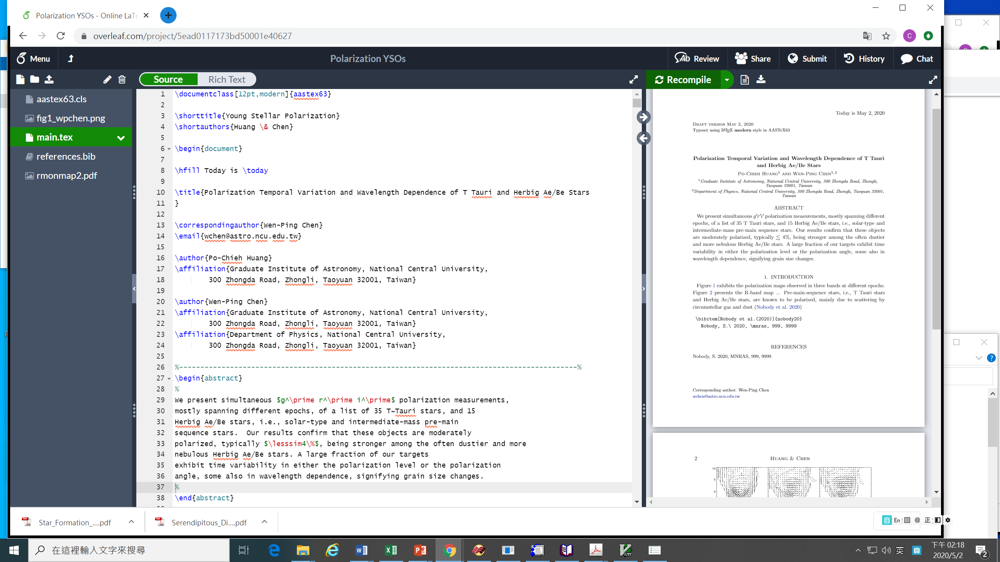 Polarization YSOs - Online LaTe
overleaf.com/project/5ead0117173bd50001e40627
C
Menu
Polarization YSOs
Review
Share
Submit
History
Chat
Source
Rich Text
Recompile
aastex63.cls
fig1_wpchen.png
main.tex
references.bib
rmonmap2.pdf
1 \documentclass[12pt,modern]{aastex63}
2
3 \shorttitle{Young Stellar Polarization}
4 \shortauthors{Huang \& Chen}
5
6 \begin{document}
7
8 \hfill Today is \today
9
10 \title{Polarization Temporal Variation and Wavelength Dependence of T Tauri and Herbig Ae/Be Stars
11 }
12
13 \correspondingauthor{Wen-Ping Chen}
14 \email{wchen@astro.ncu.edu.tw}
15
16 \author{Po-Chieh Huang}
17 \affiliation{Graduate Institute of Astronomy, National Central University,
18 300 Zhongda Road, Zhongli, Taoyuan 32001, Taiwan}
19
20 \author{Wen-Ping Chen}
21 \affiliation{Graduate Institute of Astronomy, National Central University,
22 300 Zhongda Road, Zhongli, Taoyuan 32001, Taiwan}
23 \affiliation{Department of Physics, National Central University,
24 300 Zhongda Road, Zhongli, Taoyuan 32001, Taiwan}
25
26 %----------------------------------------------------------------------------------------------%
27 \begin{abstract}
28 %
29 We present simultaneous $g^\prime r^\prime i^\prime$ polarization measurements,
30 mostly spanning different epochs, of a list of 35 T~Tauri stars, and 15
31 Herbig Ae/Be stars, i.e., solar-type and intermediate-mass pre-main
32 sequence stars.  Our results confirm that these objects are moderately
33 polarized, typically $\lesssim4\%$, being stronger among the often dustier and more
34 nebulous Herbig Ae/Be stars. A large fraction of our targets
35 exhibit time variability in either the polarization level or the polarization
36 angle, some also in wavelength dependence, signifying grain size changes.
37 %
38 \end{abstract}
Today is May 2, 2020
Draft version May 2, 2020
Typeset using LATEX modern style in AASTeX63
Polarization Temporal Variation and Wavelength Dependence of T Tauri
and Herbig Ae/Be Stars
Po-Chieh Huang1 and Wen-Ping Chen1,2
1Graduate Institute of Astronomy, National Central University, 300 Zhongda Road, Zhongli,
Taoyuan 32001, Taiwan
2Department of Physics, National Central University, 300 Zhongda Road, Zhongli, Taoyuan 32001,
Taiwan
ABSTRACT
We present simultaneous g′r′i′ polarization measurements, mostly spanning different
epochs, of a list of 35 T Tauri stars, and 15 Herbig Ae/Be stars, i.e., solar-type and
intermediate-mass pre-main sequence stars. Our results confirm that these objects
are moderately polarized, typically ≲ 4%, being stronger among the often dustier
and more nebulous Herbig Ae/Be stars. A large fraction of our targets exhibit time
variability in either the polarization level or the polarization angle, some also in
wavelength dependence, signifying grain size changes.
1. INTRODUCTION
Figure 1 exhibits the polarization maps observed in three bands at different epochs.
Figure 2 presents the R-band map ... Pre-main-sequence stars, i.e., T Tauri stars
and Herbig Ae/Be stars, are known to be polarized, mainly due to scattering by
circumstellar gas and dust (Nobody et al. 2020)
\bibitem[Nobody et al.(2020)]{nobody20}
Nobody, S.\ 2020, \mnras, 999, 9999
REFERENCES
Nobody, S. 2020, MNRAS, 999, 9999
Corresponding author: Wen-Ping Chen
wchen@astro.ncu.edu.tw
2 Huang & Chen
10
5
0
Star_Formation_....pdf
Serendipitous_Di....pdf
En
正
在這裡輸入文字來搜尋
英
下午 02:18
2020/5/2
2